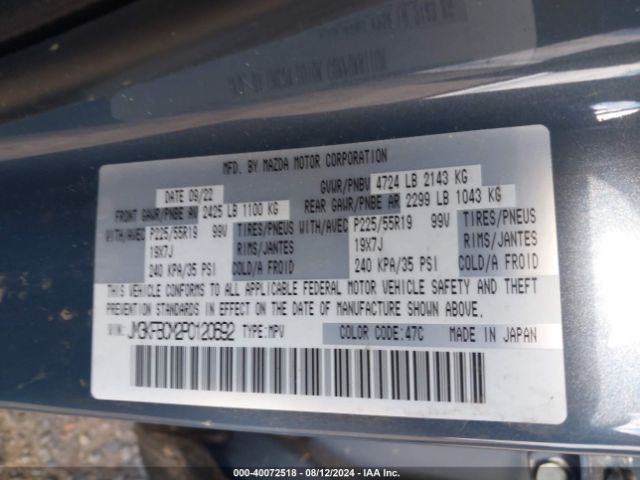 MFD. BY MAZDA MOTOR CORPORATION
DATE 09/22
GVWR/PNBV 4724 LB 2143 KG
FRONT GAWR/PNBE AV 2425 LB 1100 KG
REAR GAWR/PNBE AR 2299 LB 1043 KG
WITH/AVEC P225/55R19 99V TIRES/PNEUS WITH/AVEC P225/55R19 99V TIRES/PNEUS
19X7J RIMS/JANTES 19X7J RIMS/JANTES
240 KPA/35 PSI COLD/A FROID 240 KPA/35 PSI COLD/A FROID
THIS VEHICLE CONFORMS TO ALL APPLICABLE FEDERAL MOTOR VEHICLE SAFETY AND THEFT
PREVENTION STANDARDS IN EFFECT ON THE DATE OF MANUFACTURE SHOWN ABOVE.
VIN: JM3KFBCM2P0120592 TYPE:MPV COLOR CODE:47C MADE IN JAPAN
000-40072518 - 08/12/2024 - IAA Inc.